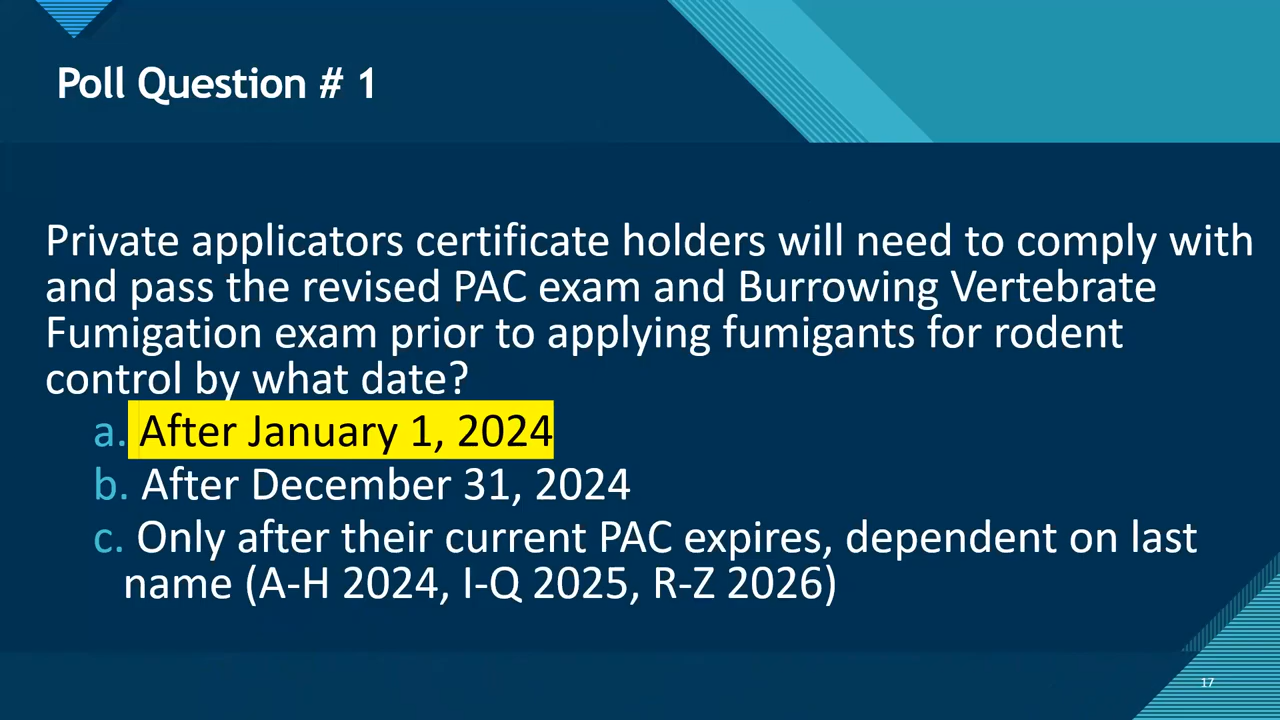 Poll Question # 1
Private applicators certificate holders will need to comply with
and pass the revised PAC exam and Burrowing Vertebrate
Fumigation exam prior to applying fumigants for rodent
control by what date?
a. After January 1, 2024
b. After December 31, 2024
c. Only after their current PAC expires, dependent on last
name (A-H 2024, I-Q 2025, R-Z 2026)
17